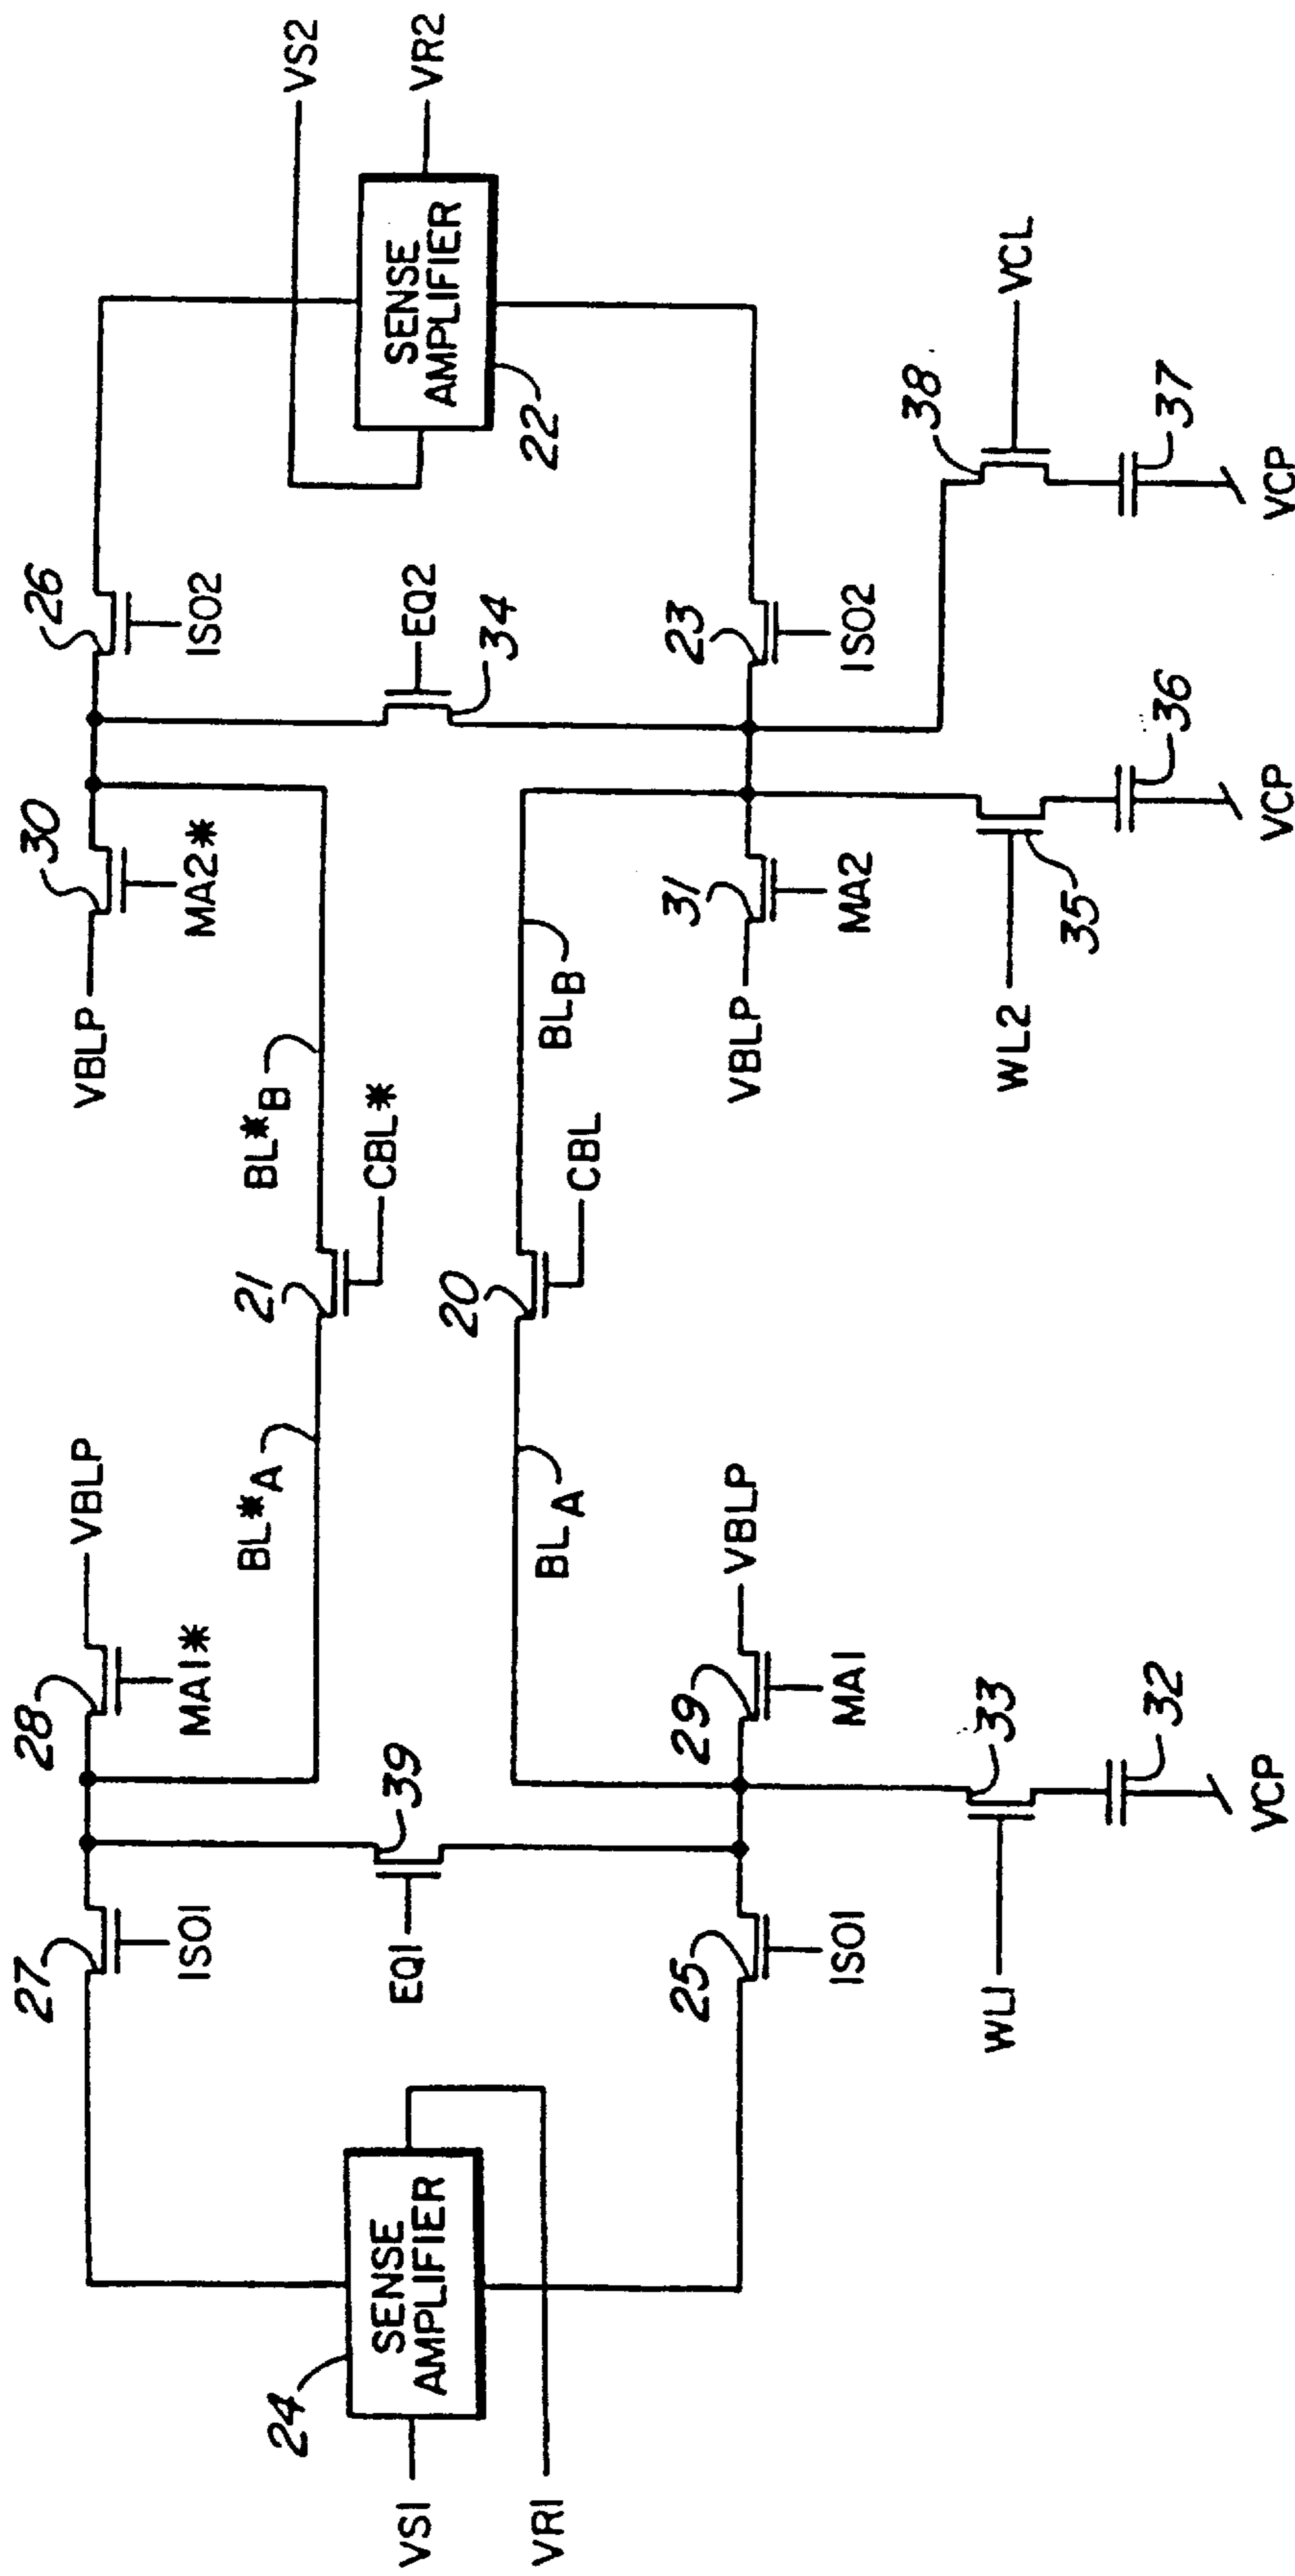 VBLP
VBLP
28
27
MA1*
ISO1
30
26
MA2*
ISO2
VS2
BL*A
21
BL*B
CBL*
VS1
24
SENSE
AMPLIFIER
EQ1
39
EQ2
34
SENSE
AMPLIFIER
VR2
22
VR1
BLA
20
CBL
BLB
25
ISO1
29
MA1
VBLP
VBLP
31
MA2
23
ISO2
WL1
33
32
VCP
WL2
35
36
VCP
38
VCL
37
VCP